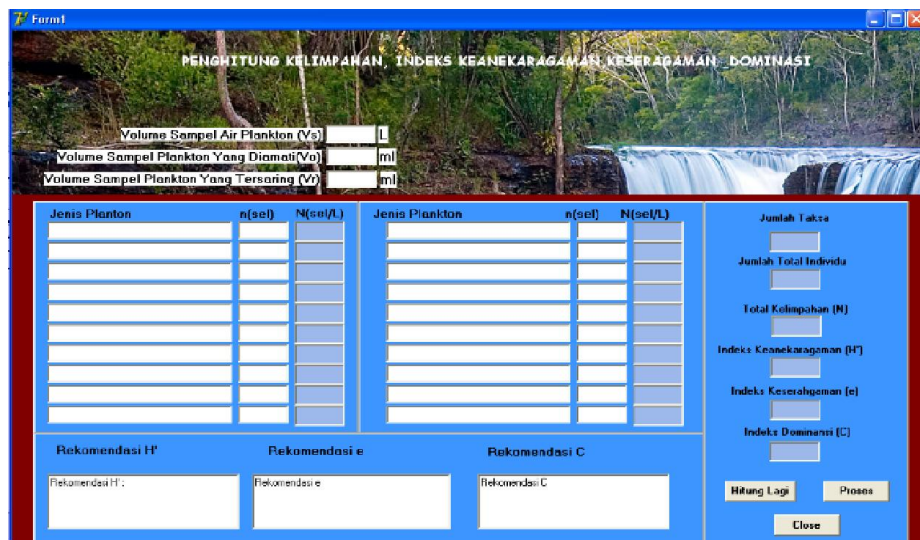 Form1
PENGHITUNG KELIMPAHAN, INDEKS KEANEKARAGAMAN, KESERAGAMAN, DOMINASI
Volume Sampel Air Plankton (Vs) L
Volume Sampel Plankton Yang Diamati(Vo) ml
Volume Sampel Plankton Yang Tersaring (Vr) ml
Jenis Planton n(sel) N(sel/L) Jenis Plankton n(sel) N(sel/L)
Jumlah Taksa
Jumlah Total Individu
Total Kelimpahan (N)
Indeks Keanekaragaman (H')
Indeks Keserahgaman (e)
Indeks Dominansi (C)
Rekomendasi H' Rekomendasi e Rekomendasi C
Rekomendasi H' : Rekomendasi e Rekomendasi C
Hitung Lagi Proses
Close